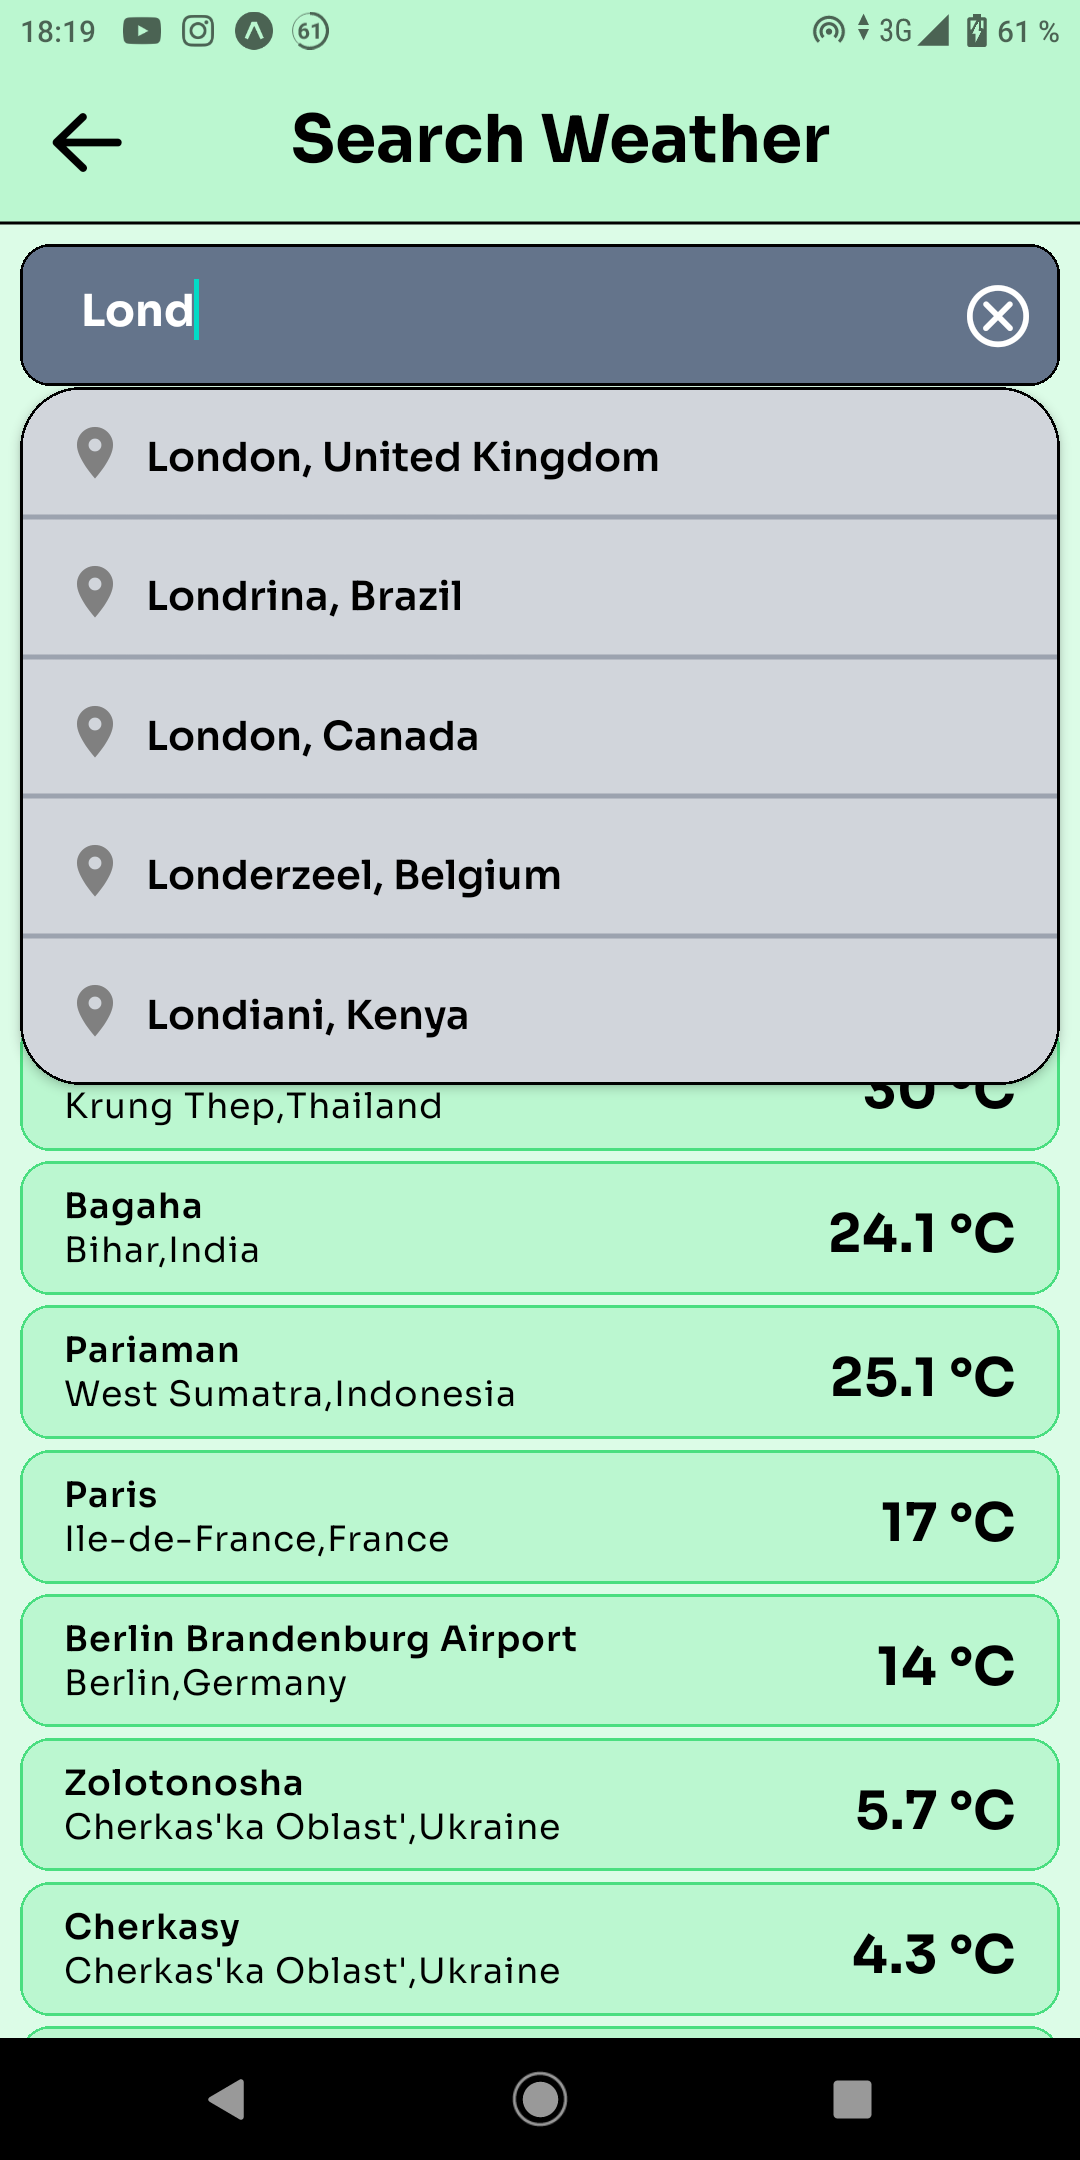 18:19 61 3G 61 %
Search Weather
Lond
London, United Kingdom
Londrina, Brazil
London, Canada
Londerzeel, Belgium
Londiani, Kenya
Krung Thep,Thailand 30 °C
Bagaha
Bihar,India
24.1 °C
Pariaman
West Sumatra,Indonesia
25.1 °C
Paris
Ile-de-France,France
17 °C
Berlin Brandenburg Airport
Berlin,Germany
14 °C
Zolotonosha
Cherkas'ka Oblast',Ukraine
5.7 °C
Cherkasy
Cherkas'ka Oblast',Ukraine
4.3 °C